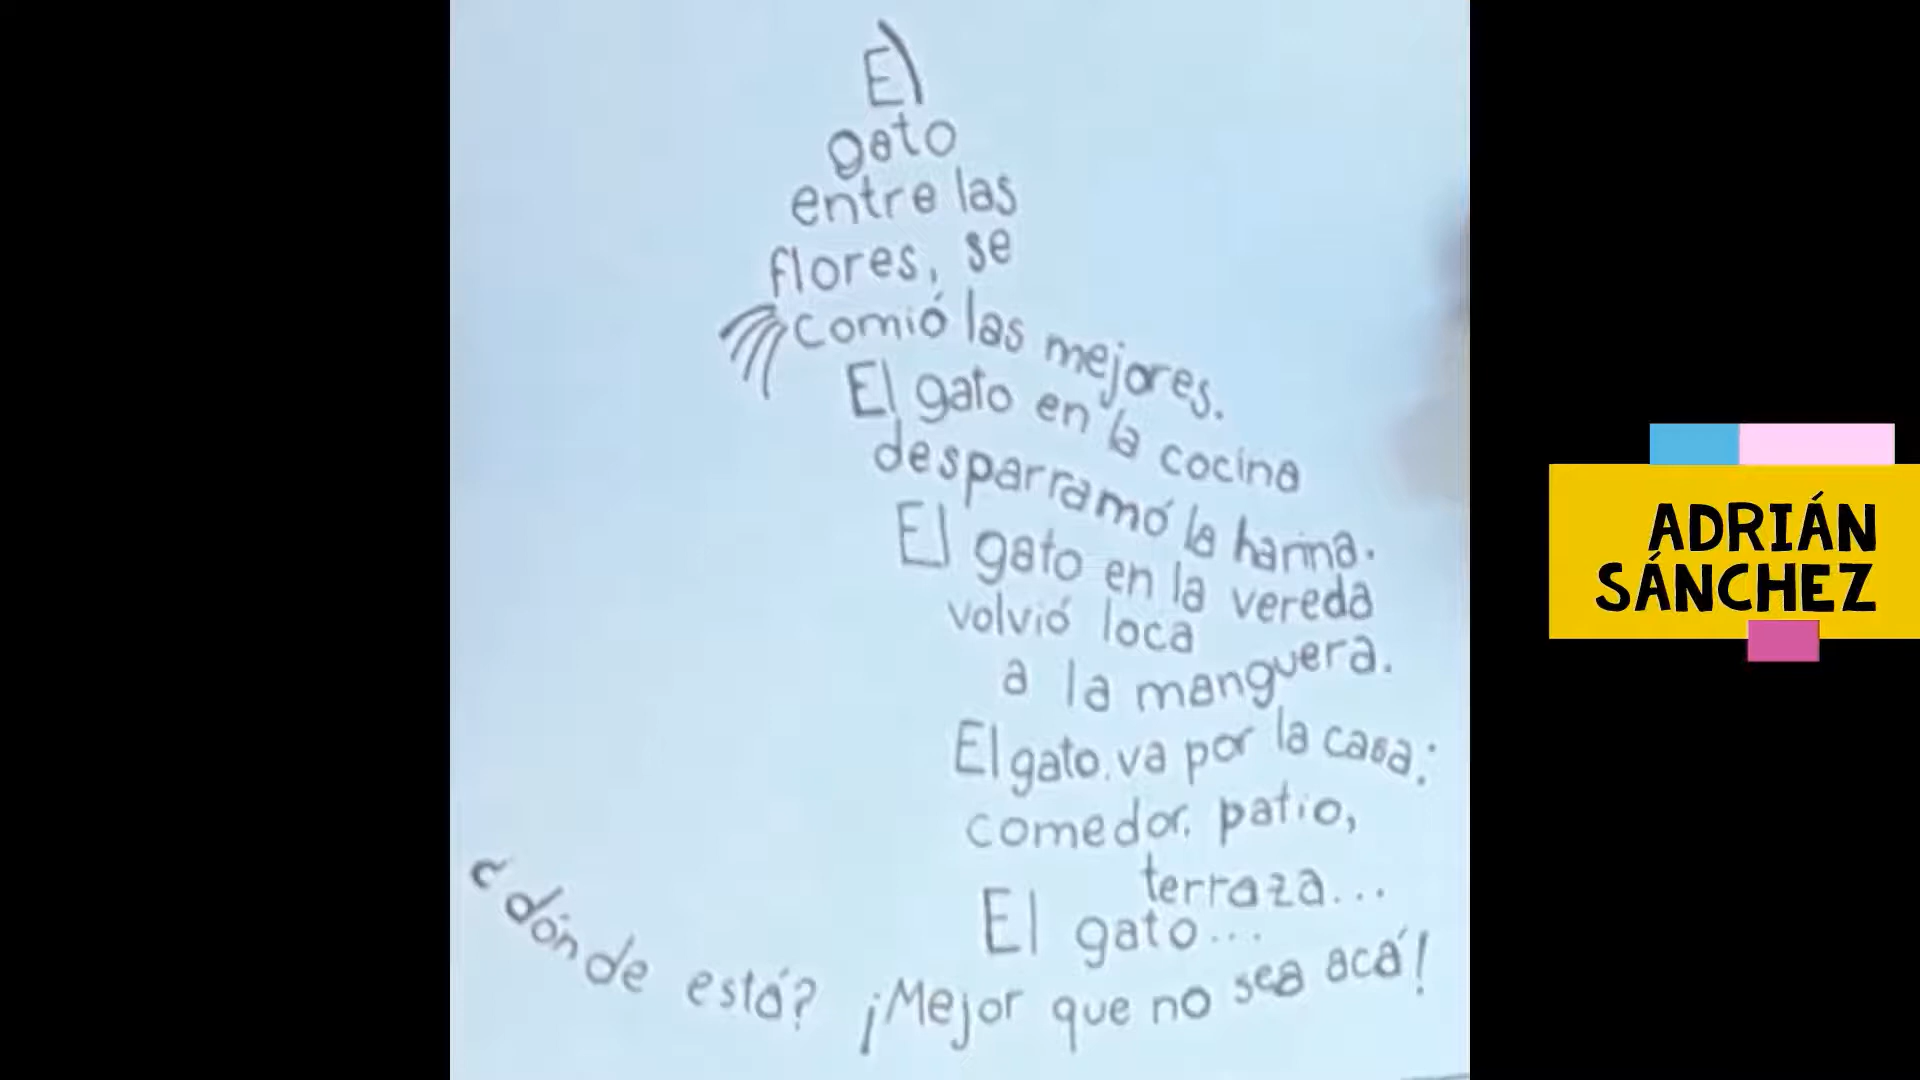 El
gato
entre las
flores, se
comió las mejores.
El gato en la cocina
desparramó la harina.
El gato en la vereda
volvió loca
a la manguera.
El gato va por la casa:
comedor, patio,
terraza...
El gato...
¿dónde está? ¡Mejor que no sea acá!
ADRIÁN
SÁNCHEZ